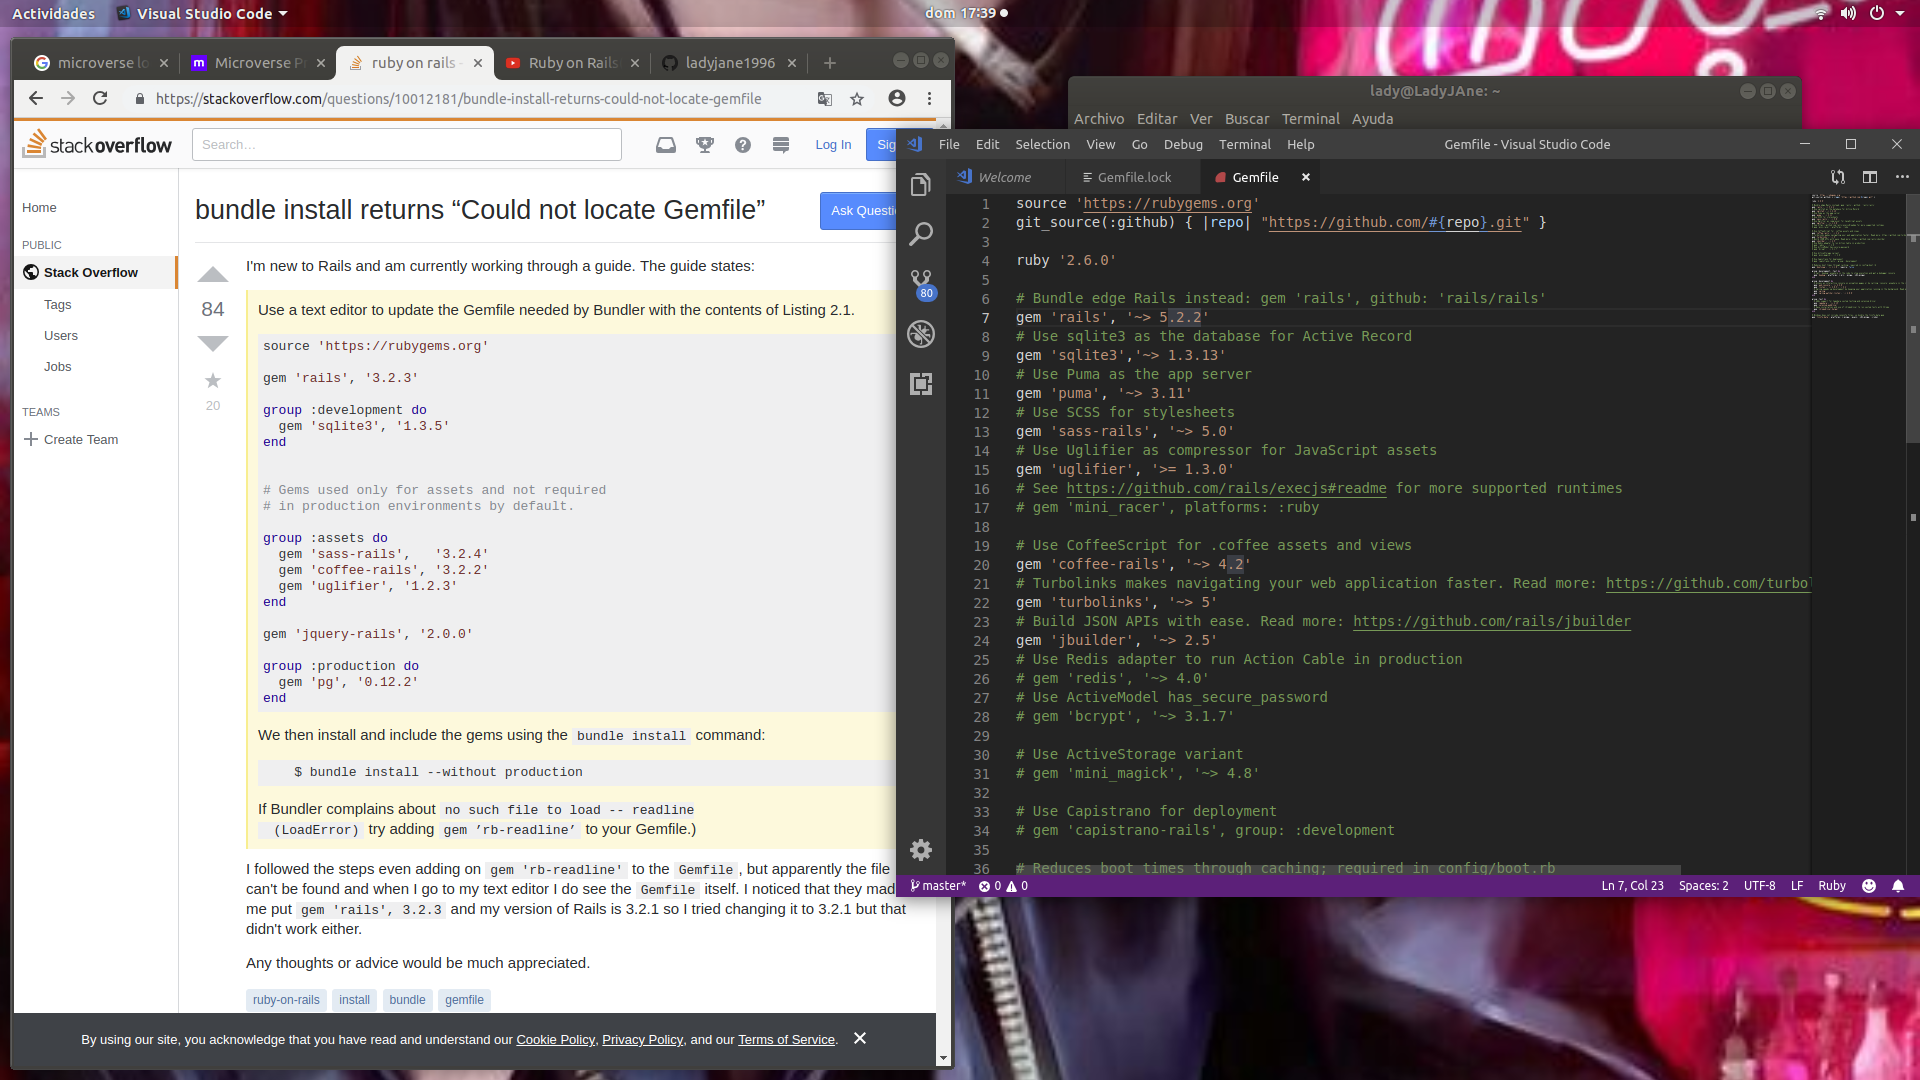 Actividades
Visual Studio Code
dom 17:39
microverse lo
Microverse P
ruby on rails -
Ruby on Rails
ladyjane1996
https://stackoverflow.com/questions/10012181/bundle-install-returns-could-not-locate-gemfile
stackoverflow
Search…
Log In
Sig
Home
PUBLIC
Stack Overflow
Tags
Users
Jobs
TEAMS
Create Team
bundle install returns “Could not locate Gemfile”
Ask Questi
84
20
I'm new to Rails and am currently working through a guide. The guide states:
Use a text editor to update the Gemfile needed by Bundler with the contents of Listing 2.1.
source 'https://rubygems.org'
gem 'rails', '3.2.3'
group :development do
gem 'sqlite3', '1.3.5'
end
# Gems used only for assets and not required
# in production environments by default.
group :assets do
gem 'sass-rails',   '3.2.4'
gem 'coffee-rails', '3.2.2'
gem 'uglifier', '1.2.3'
end
gem 'jquery-rails', '2.0.0'
group :production do
gem 'pg', '0.12.2'
end
We then install and include the gems using the bundle install command:
$ bundle install --without production
If Bundler complains about no such file to load -- readline
(LoadError) try adding gem ’rb-readline’ to your Gemfile.)
I followed the steps even adding on gem 'rb-readline' to the Gemfile, but apparently the file
can't be found and when I go to my text editor I do see the Gemfile itself. I noticed that they mad
me put gem 'rails', 3.2.3 and my version of Rails is 3.2.1 so I tried changing it to 3.2.1 but that
didn't work either.
Any thoughts or advice would be much appreciated.
ruby-on-rails install bundle gemfile
By using our site, you acknowledge that you have read and understand our Cookie Policy, Privacy Policy, and our Terms of Service.
lady@LadyJAne: ~
Archivo Editar Ver Buscar Terminal Ayuda
File Edit Selection View Go Debug Terminal Help
Gemfile - Visual Studio Code
Welcome
Gemfile.lock
Gemfile
80
1 source 'https://rubygems.org'
2 git_source(:github) { |repo| "https://github.com/#{repo}.git" }
3
4 ruby '2.6.0'
5
6 # Bundle edge Rails instead: gem 'rails', github: 'rails/rails'
7 gem 'rails', '~> 5.2.2'
8 # Use sqlite3 as the database for Active Record
9 gem 'sqlite3','~> 1.3.13'
10 # Use Puma as the app server
11 gem 'puma', '~> 3.11'
12 # Use SCSS for stylesheets
13 gem 'sass-rails', '~> 5.0'
14 # Use Uglifier as compressor for JavaScript assets
15 gem 'uglifier', '>= 1.3.0'
16 # See https://github.com/rails/execjs#readme for more supported runtimes
17 # gem 'mini_racer', platforms: :ruby
18
19 # Use CoffeeScript for .coffee assets and views
20 gem 'coffee-rails', '~> 4.2'
21 # Turbolinks makes navigating your web application faster. Read more: https://github.com/turbol
22 gem 'turbolinks', '~> 5'
23 # Build JSON APIs with ease. Read more: https://github.com/rails/jbuilder
24 gem 'jbuilder', '~> 2.5'
25 # Use Redis adapter to run Action Cable in production
26 # gem 'redis', '~> 4.0'
27 # Use ActiveModel has_secure_password
28 # gem 'bcrypt', '~> 3.1.7'
29
30 # Use ActiveStorage variant
31 # gem 'mini_magick', '~> 4.8'
32
33 # Use Capistrano for deployment
34 # gem 'capistrano-rails', group: :development
35
36 # Reduces boot times through caching; required in config/boot.rb
master* 0 0
Ln 7, Col 23 Spaces: 2 UTF-8 LF Ruby